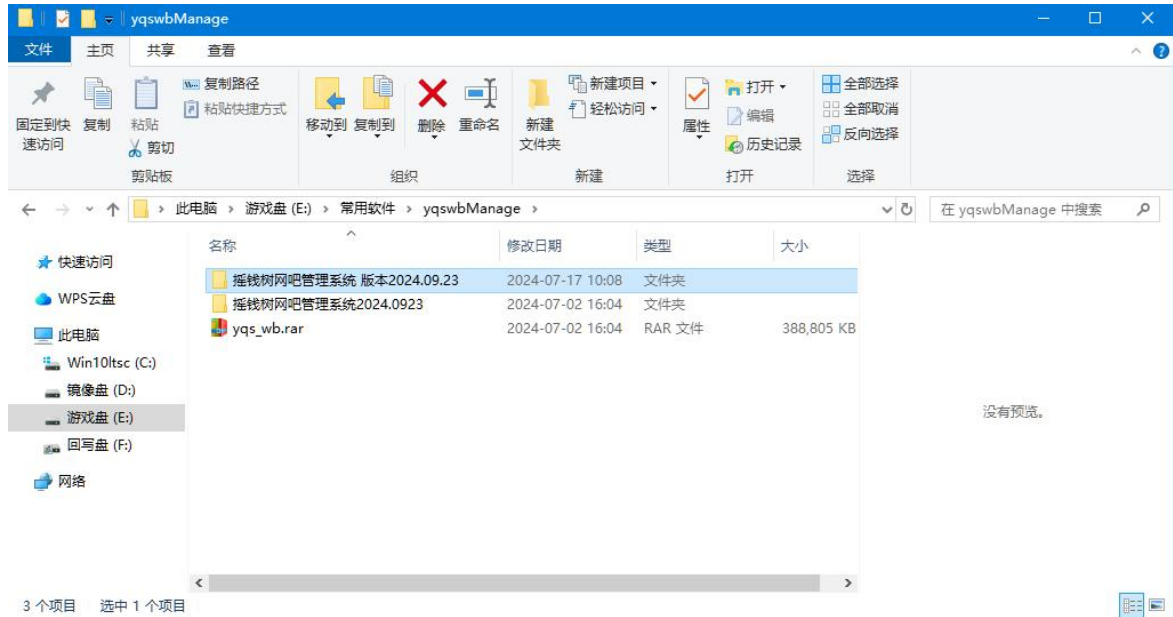 yqswbManage
文件 主页 共享 查看
固定到快速访问 复制 粘贴 复制路径 粘贴快捷方式 剪切 移动到 复制到 删除 重命名 新建文件夹 新建项目 轻松访问 属性 打开 编辑 历史记录 全部选择 全部取消 反向选择
剪贴板 组织 新建 打开 选择
此电脑 › 游戏盘 (E:) › 常用软件 › yqswbManage › 在 yqswbManage 中搜索
名称 修改日期 类型 大小
快速访问
WPS云盘
此电脑
Win10ltsc (C:)
镜像盘 (D:)
游戏盘 (E:)
回写盘 (F:)
网络
摇钱树网吧管理系统 版本2024.09.23 2024-07-17 10:08 文件夹
摇钱树网吧管理系统2024.0923 2024-07-02 16:04 文件夹
yqs_wb.rar 2024-07-02 16:04 RAR 文件 388,805 KB
没有预览。
3 个项目 选中 1 个项目